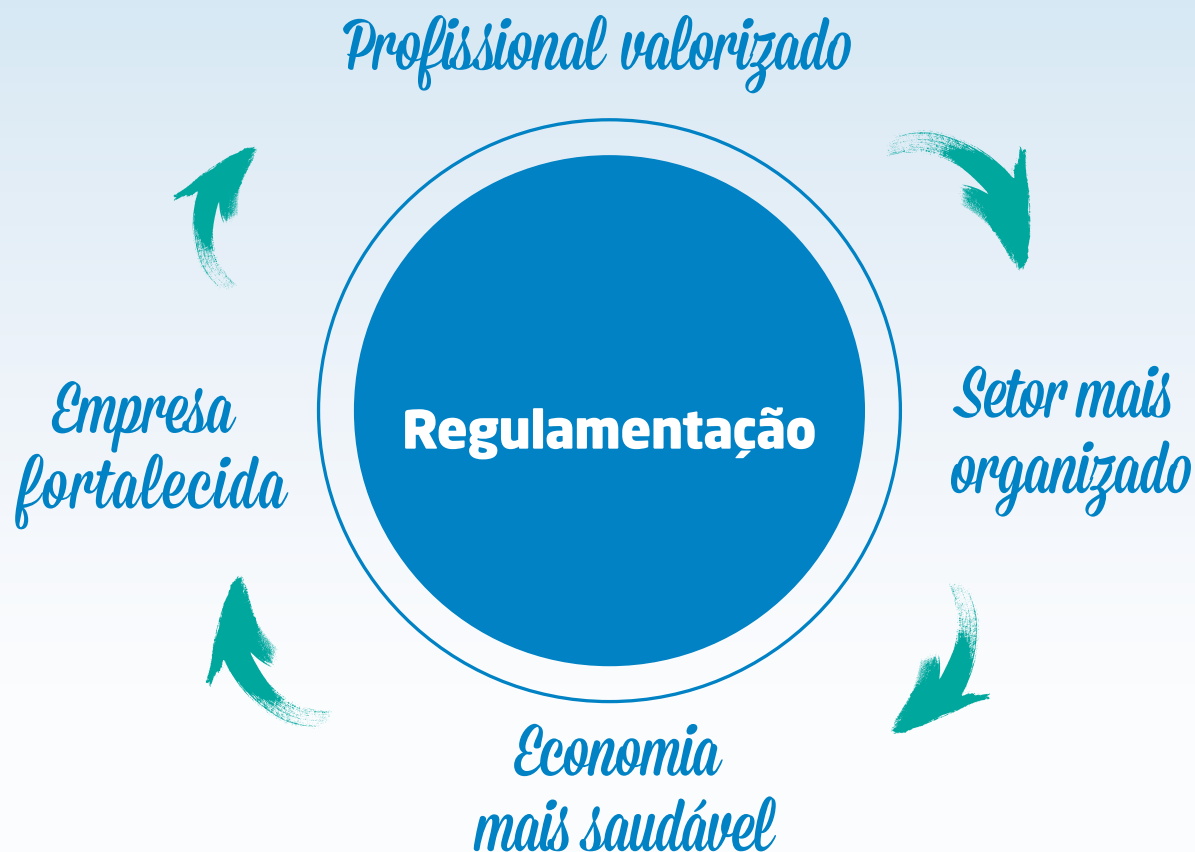 Profissional valorizado
Setor mais
organizado
Economia
mais saudável
Empresa
fortalecida
Regulamentação